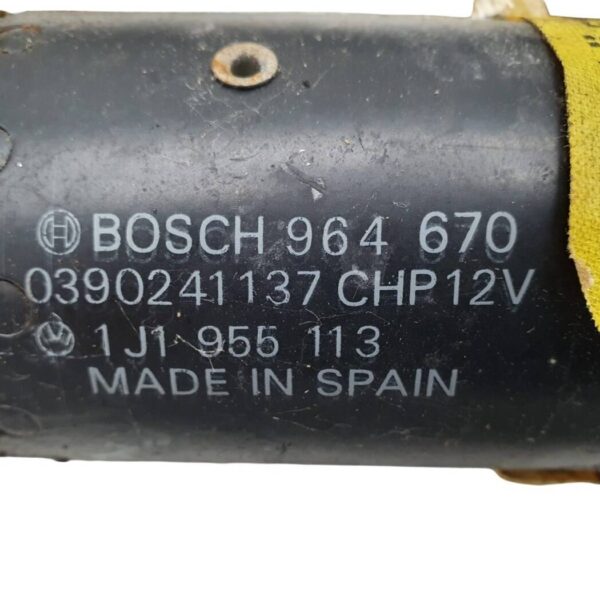 BOSCH 964 670
0390241137 CHP12V
1J1 955 113
MADE IN SPAIN